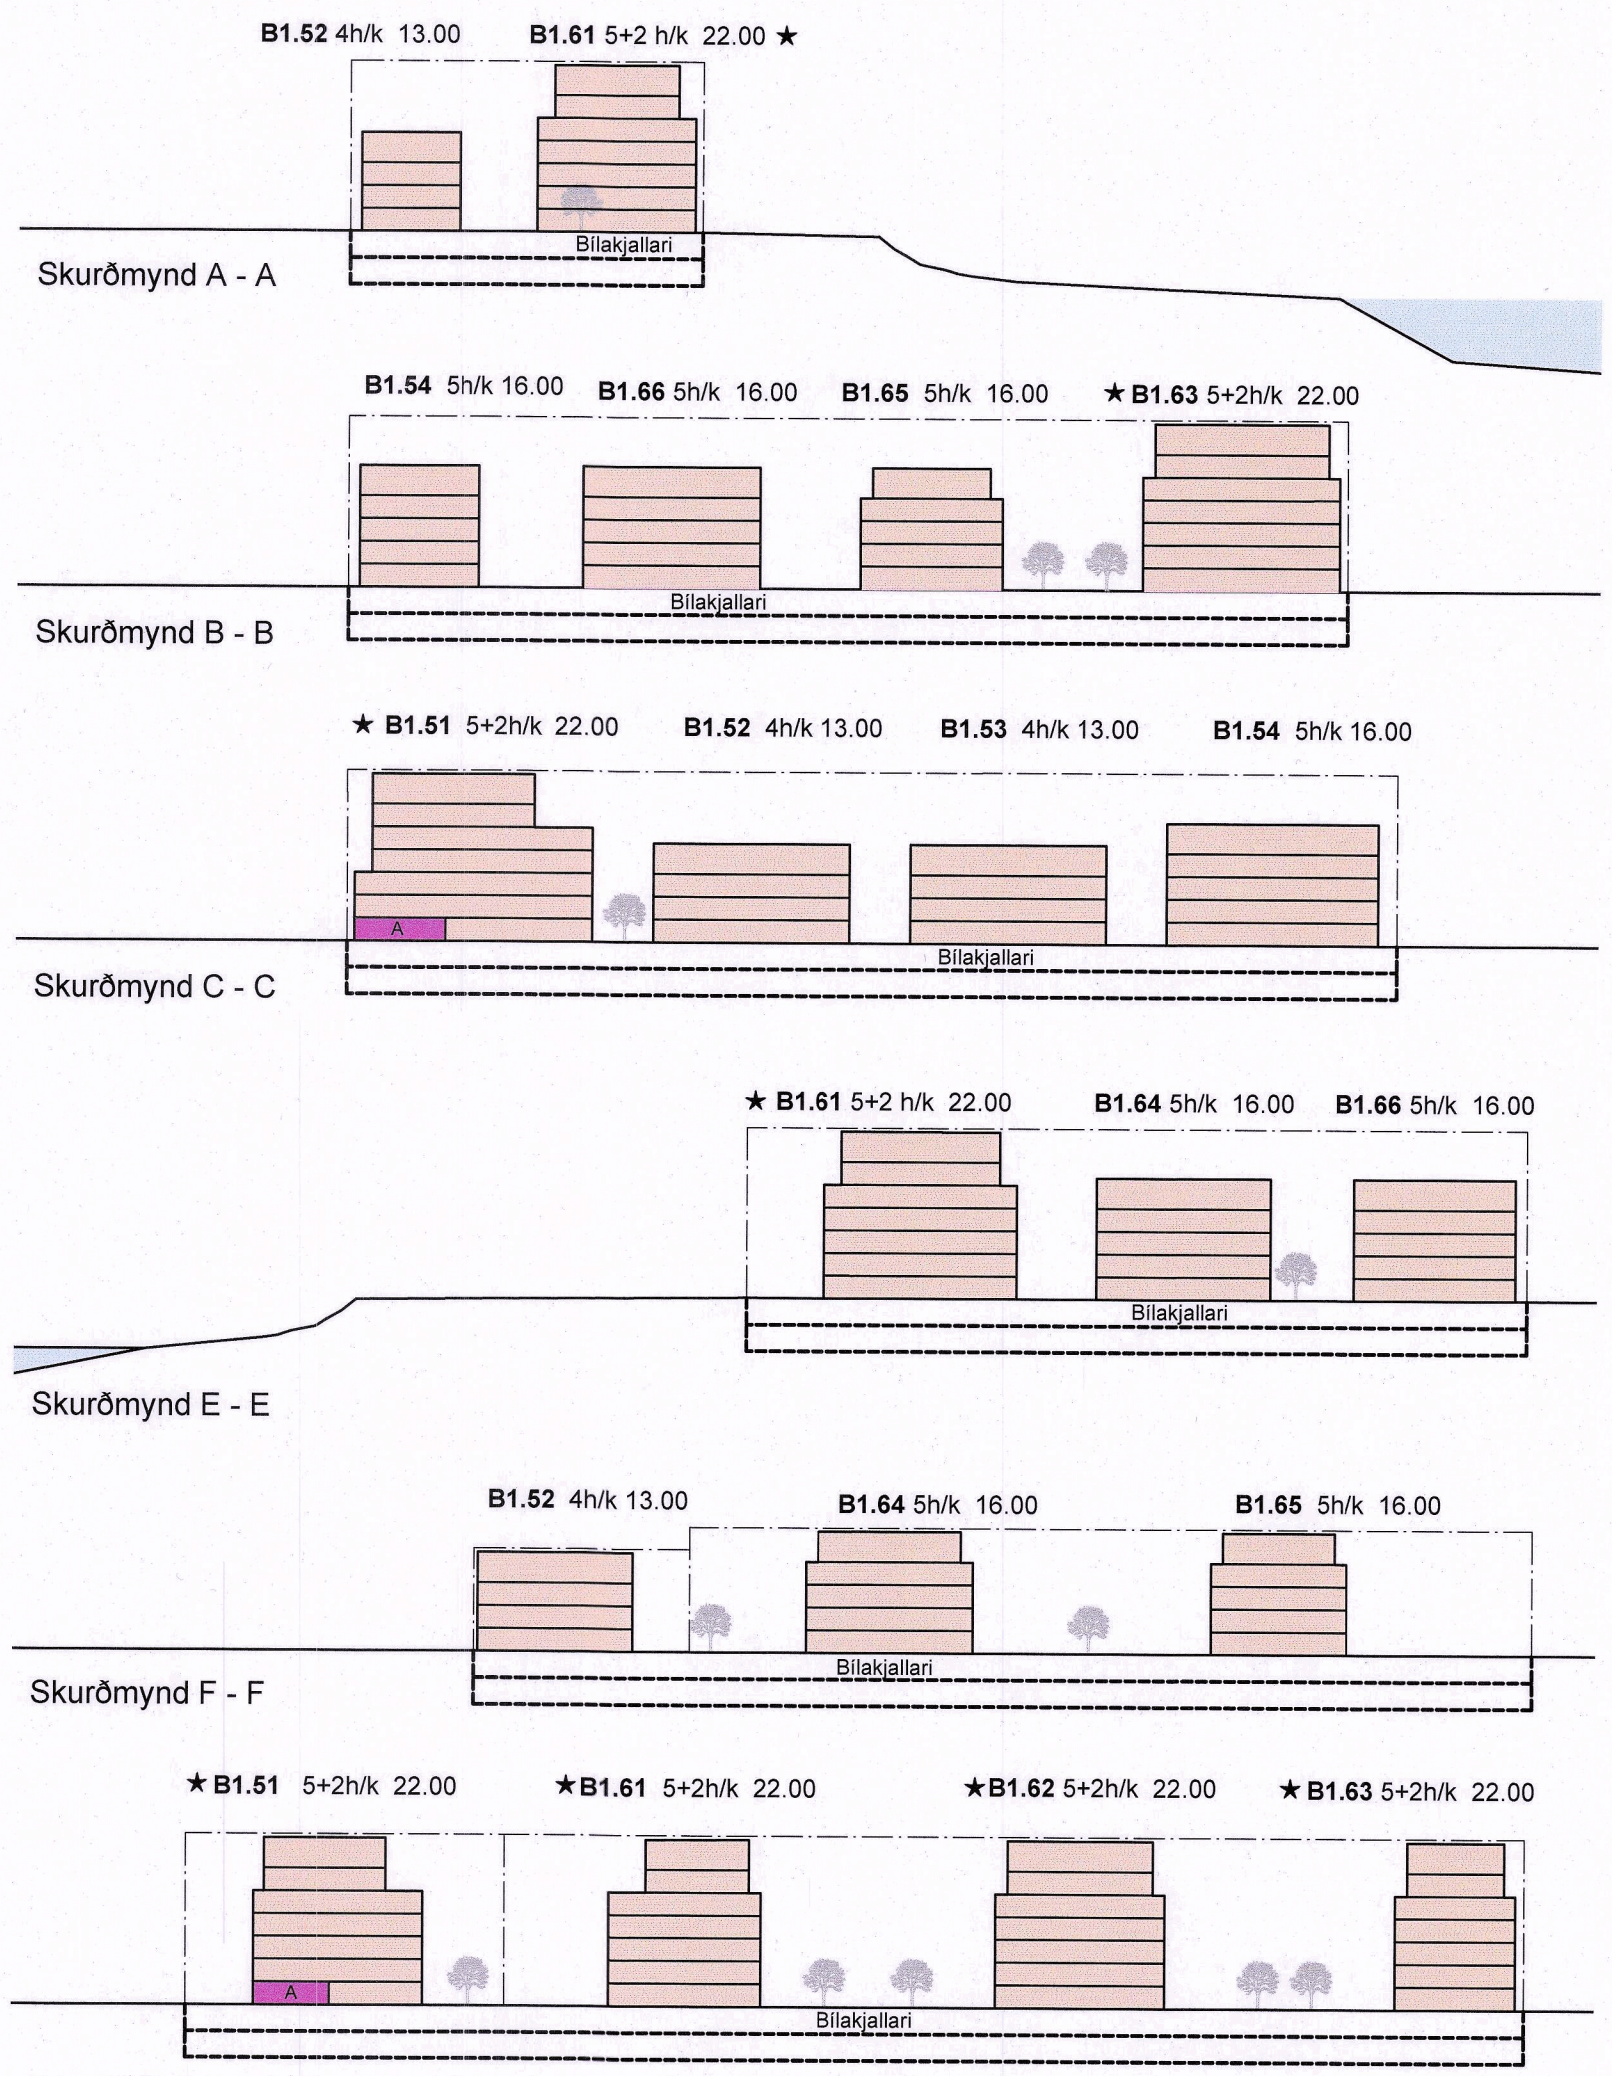 B1.52 4h/k 13.00 B1.61 5+2 h/k 22.00 ★
Bílakjallari
Skurðmynd A - A
B1.54 5h/k 16.00 B1.66 5h/k 16.00 B1.65 5h/k 16.00 ★ B1.63 5+2h/k 22.00
Bílakjallari
Skurðmynd B - B
★ B1.51 5+2h/k 22.00 B1.52 4h/k 13.00 B1.53 4h/k 13.00 B1.54 5h/k 16.00
A
Bílakjallari
Skurðmynd C - C
★ B1.61 5+2 h/k 22.00 B1.64 5h/k 16.00 B1.66 5h/k 16.00
Bílakjallari
Skurðmynd E - E
B1.52 4h/k 13.00 B1.64 5h/k 16.00 B1.65 5h/k 16.00
Bílakjallari
Skurðmynd F - F
★ B1.51 5+2h/k 22.00 ★ B1.61 5+2h/k 22.00 ★ B1.62 5+2h/k 22.00 ★ B1.63 5+2h/k 22.00
A
Bílakjallari